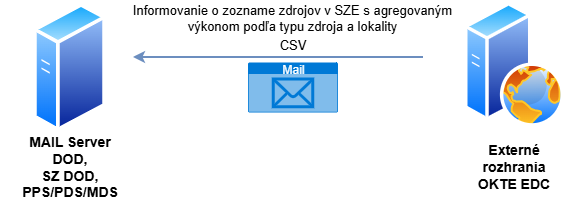 Informovanie o zozname zdrojov v SZE s agregovaným
výkonom podľa typu zdroja a lokality
CSV
Mail
MAIL Server
DOD,
SZ DOD,
PPS/PDS/MDS
Externé
rozhrania
OKTE EDC